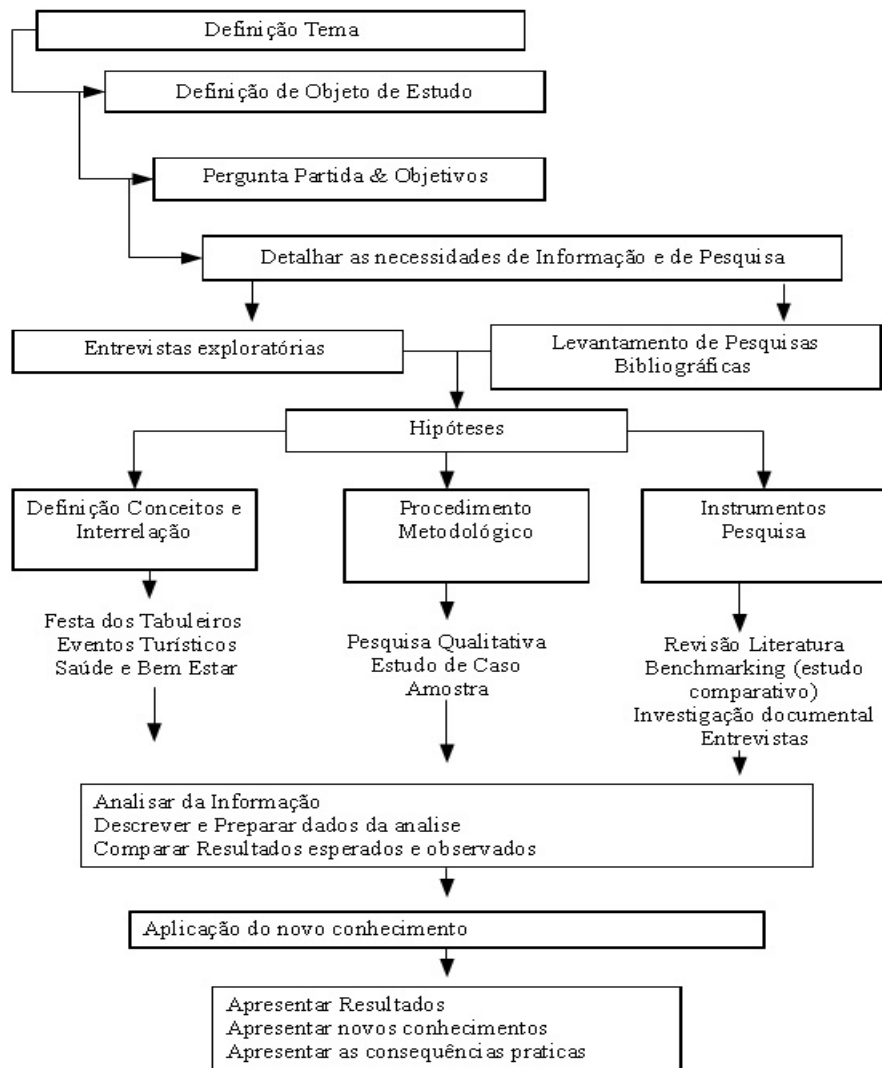 Definição Tema
Definição de Objeto de Estudo
Pergunta Partida & Objetivos
Detalhar as necessidades de Informação e de Pesquisa
Entrevistas exploratórias
Levantamento de Pesquisas
Bibliográficas
Hipóteses
Definição Conceitos e
Interrelação
Procedimento
Metodológico
Instrumentos
Pesquisa
Festa dos Tabuleiros
Eventos Turísticos
Saúde e Bem Estar
Pesquisa Qualitativa
Estudo de Caso
Amostra
Revisão Literatura
Benchmarking (estudo
comparativo)
Investigação documental
Entrevistas
Analisar da Informação
Descrever e Preparar dados da analise
Comparar Resultados esperados e observados
Aplicação do novo conhecimento
Apresentar Resultados
Apresentar novos conhecimentos
Apresentar as consequências praticas